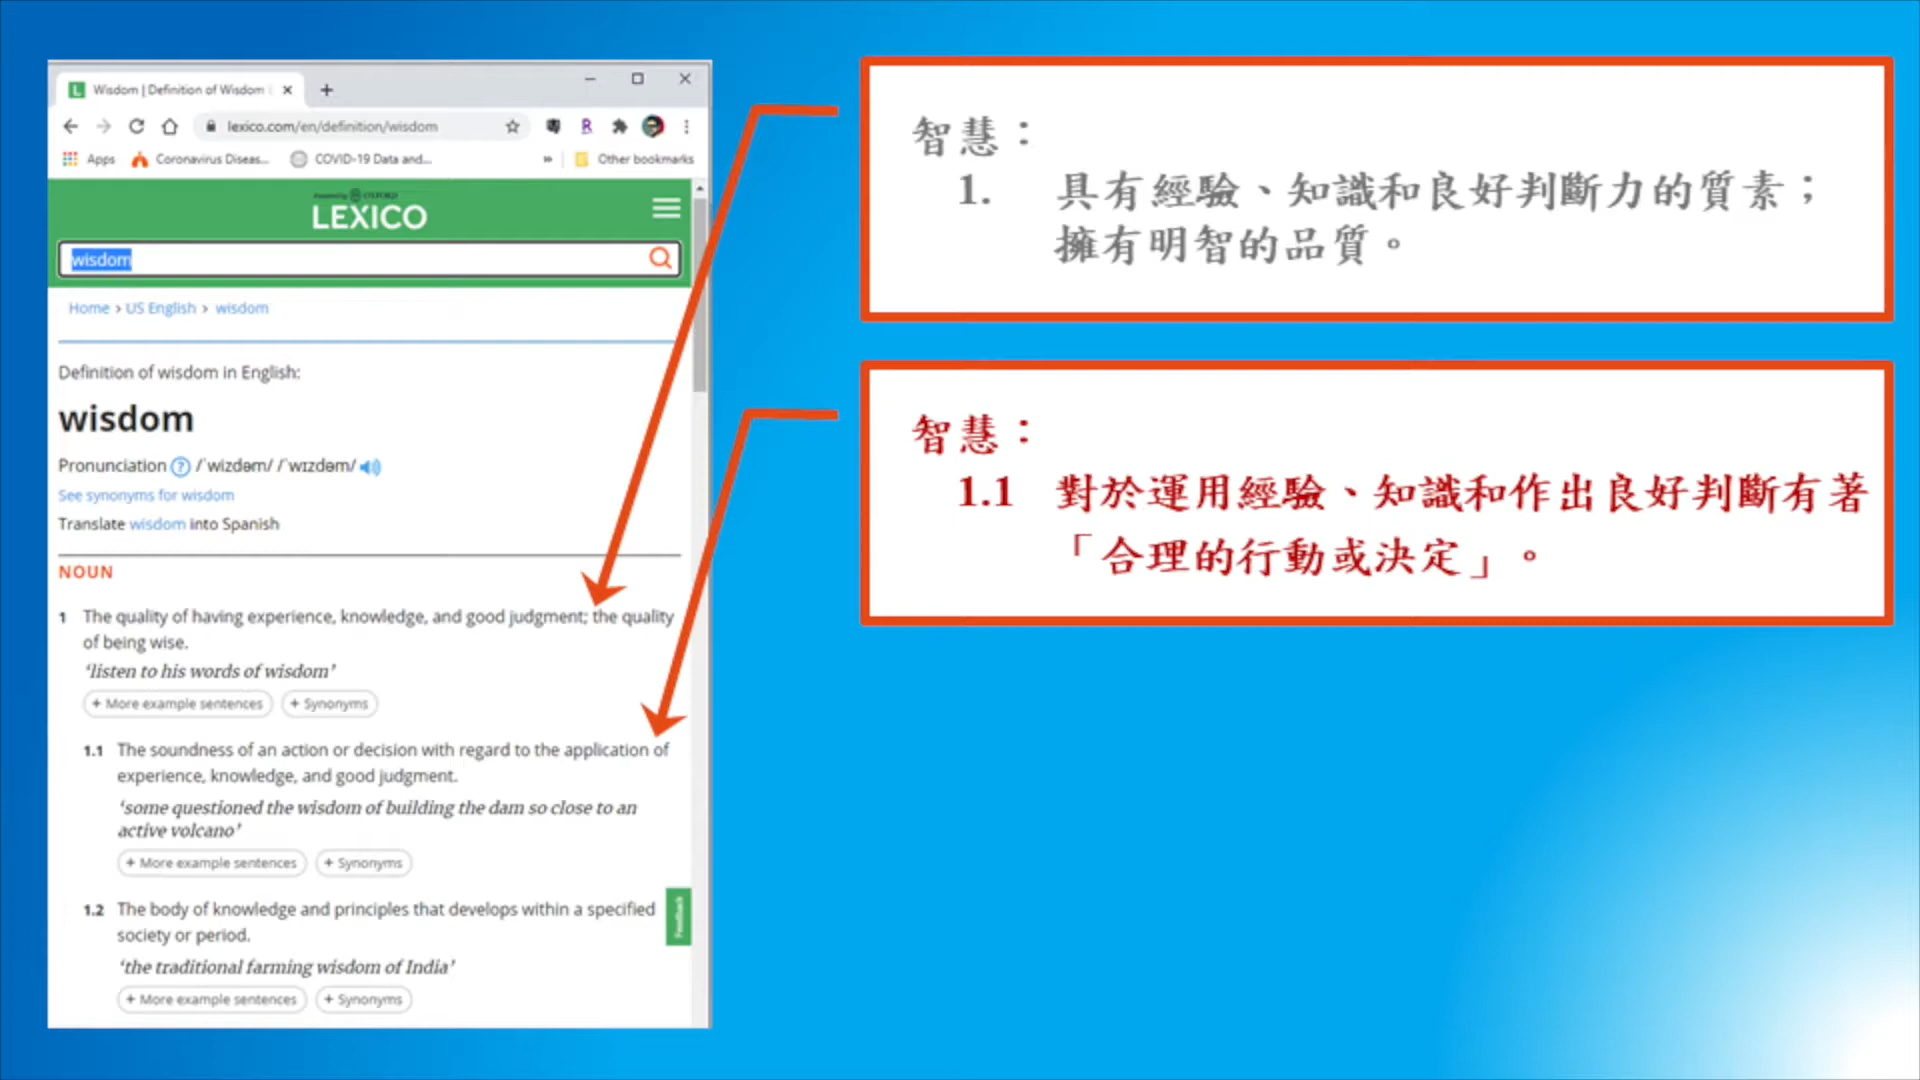 Wisdom | Definition of Wisdom
lexico.com/en/definition/wisdom
Apps Coronavirus Diseas... COVID-19 Data and... » Other bookmarks
Powered by OXFORD
LEXICO
wisdom
Home > US English > wisdom
Definition of wisdom in English:
wisdom
Pronunciation ? /ˈwizdəm/ /ˈwɪzdəm/
See synonyms for wisdom
Translate wisdom into Spanish
NOUN
1 The quality of having experience, knowledge, and good judgment; the quality
of being wise.
‘listen to his words of wisdom’
+ More example sentences + Synonyms
1.1 The soundness of an action or decision with regard to the application of
experience, knowledge, and good judgment.
‘some questioned the wisdom of building the dam so close to an
active volcano’
+ More example sentences + Synonyms
1.2 The body of knowledge and principles that develops within a specified
society or period.
‘the traditional farming wisdom of India’
+ More example sentences + Synonyms
Feedback
智慧：
1. 具有經驗、知識和良好判斷力的質素；
擁有明智的品質。
智慧：
1.1 對於運用經驗、知識和作出良好判斷有著
「合理的行動或決定」。